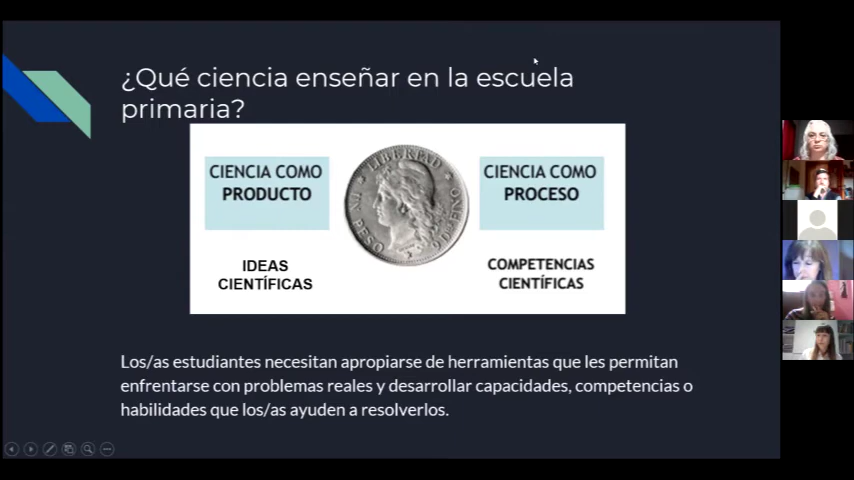 ¿Qué ciencia enseñar en la escuela
primaria?
CIENCIA COMO
PRODUCTO
LIBERTAD
UN PESO
9 D.S FINO
CIENCIA COMO
PROCESO
IDEAS
CIENTÍFICAS
COMPETENCIAS
CIENTÍFICAS
Los/as estudiantes necesitan apropiarse de herramientas que les permitan
enfrentarse con problemas reales y desarrollar capacidades, competencias o
habilidades que los/as ayuden a resolverlos.